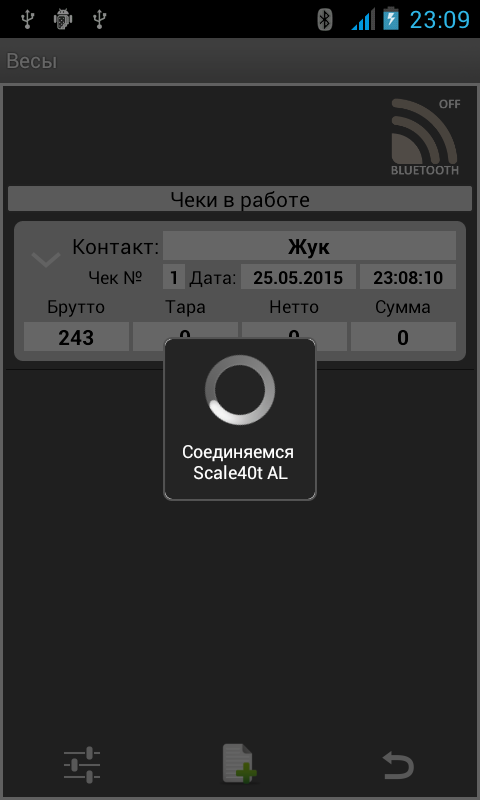 23:09
Весы
OFF
BLUETOOTH
Чеки в работе
Контакт: Жук
Чек № 1 Дата: 25.05.2015 23:08:10
Брутто Тара Нетто Сумма
243 0 0 0
Соединяемся
Scale40t AL